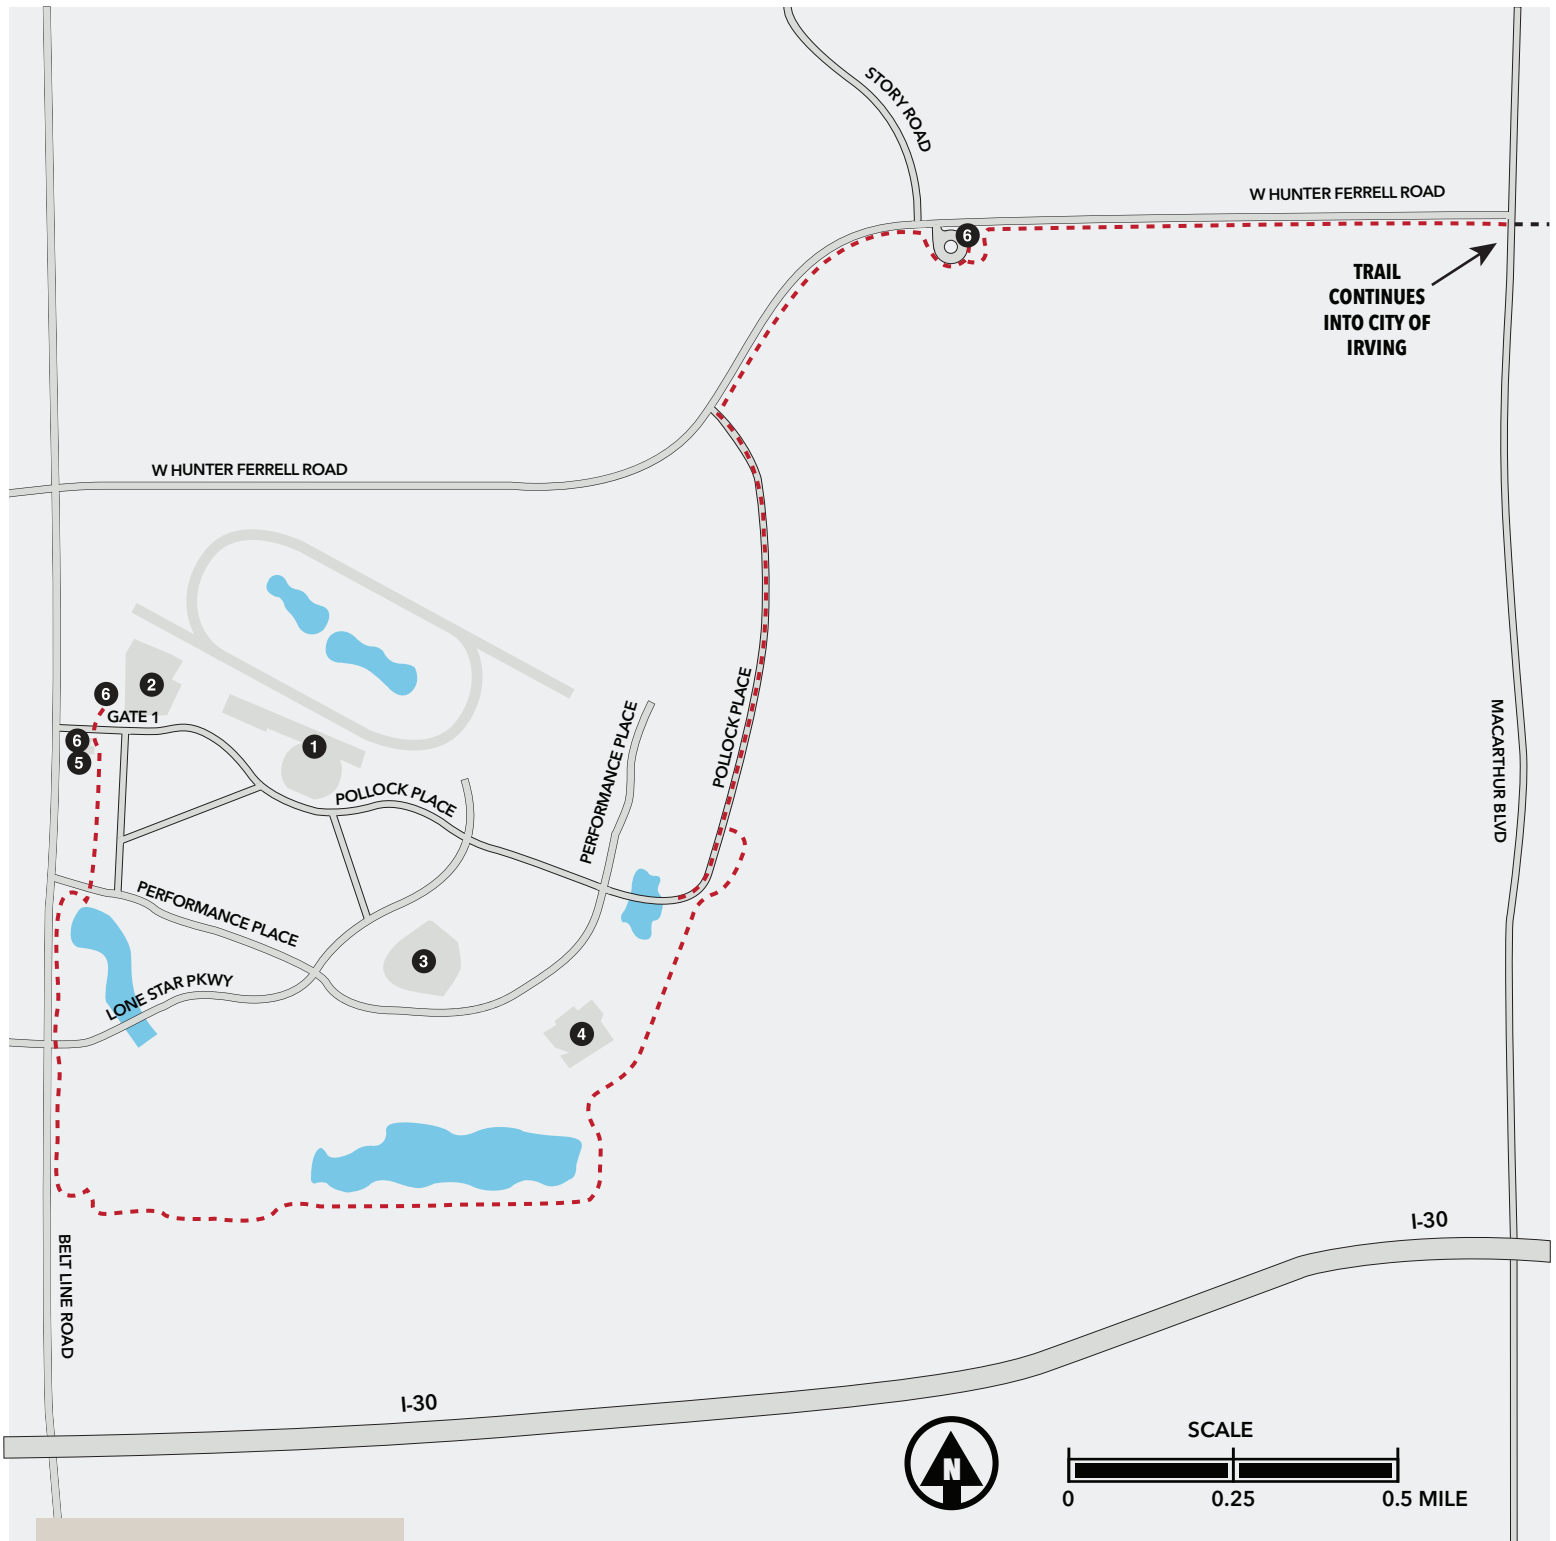 STORY ROAD
W HUNTER FERRELL ROAD
6
TRAIL
CONTINUES
INTO CITY OF
IRVING
W HUNTER FERRELL ROAD
2
6
GATE 1
6
5
1
POLLOCK PLACE
PERFORMANCE PLACE
POLLOCK PLACE
MACARTHUR BLVD
PERFORMANCE PLACE
3
LONE STAR PKWY
4
BELT LINE ROAD
I-30
I-30
N
SCALE
0 0.25 0.5 MILE